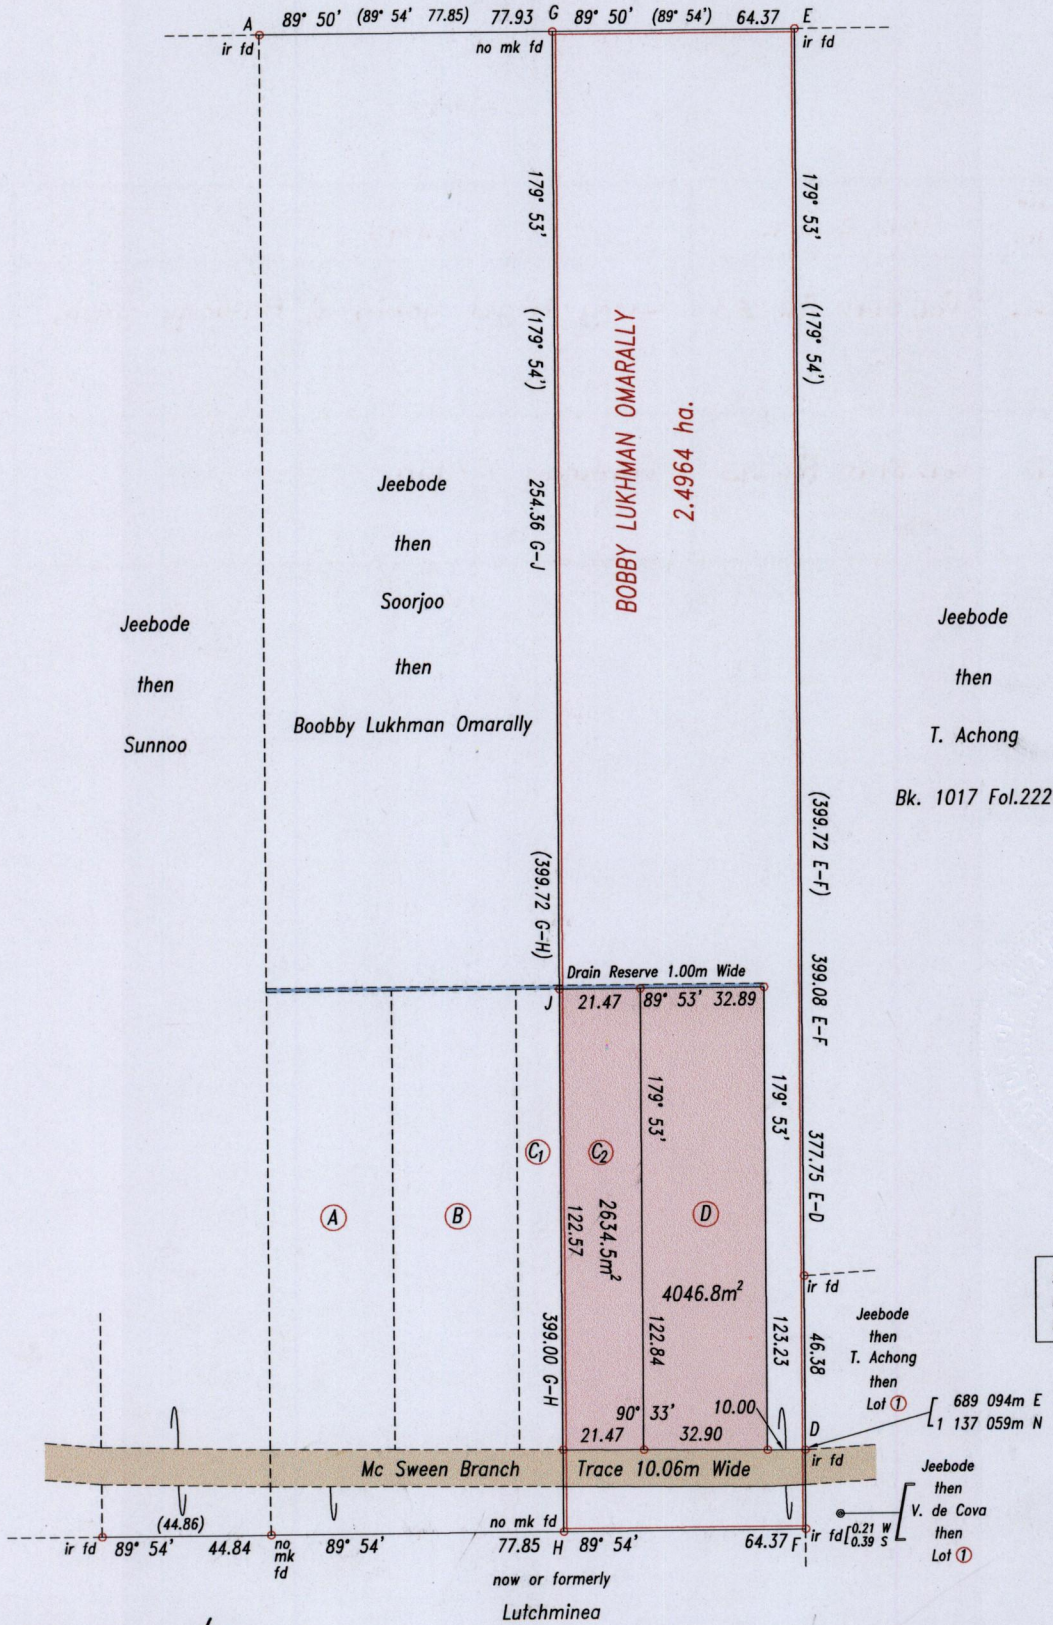 A 89° 50' (89° 54' 77.85) 77.93 G 89° 50' (89° 54') 64.37 E
ir fd
no mk fd
ir fd
179° 53'
(179° 54')
254.36 G-J
(399.72 G-H)
399.00 G-H
BOBBY LUKHMAN OMARALLY
2.4964 ha.
179° 53'
(179° 54')
(399.72 E-F)
399.08 E-F
377.75 E-D
46.38
Jeebode
then
Sunnoo
Jeebode
then
Soorjoo
then
Boobby Lukhman Omarally
Jeebode
then
T. Achong
Bk. 1017 Fol.222
Drain Reserve 1.00m Wide
J 21.47 89° 53' 32.89
179° 53'
179° 53'
A
B
C1
C2
D
122.57
2634.5m²
4046.8m²
122.84
123.23
90° 33'
10.00
21.47 32.90
ir fd
Jeebode
then
T. Achong
then
Lot 1
D
ir fd
689 094m E
1 137 059m N
Mc Sween Branch Trace 10.06m Wide
Jeebode
then
V. de Cova
then
Lot 1
(44.86)
no mk fd
ir fd 89° 54' 44.84
no
mk
fd
89° 54' 77.85 H 89° 54' 64.37 F
ir fd
0.21 W
0.39 S
now or formerly
Lutchminea